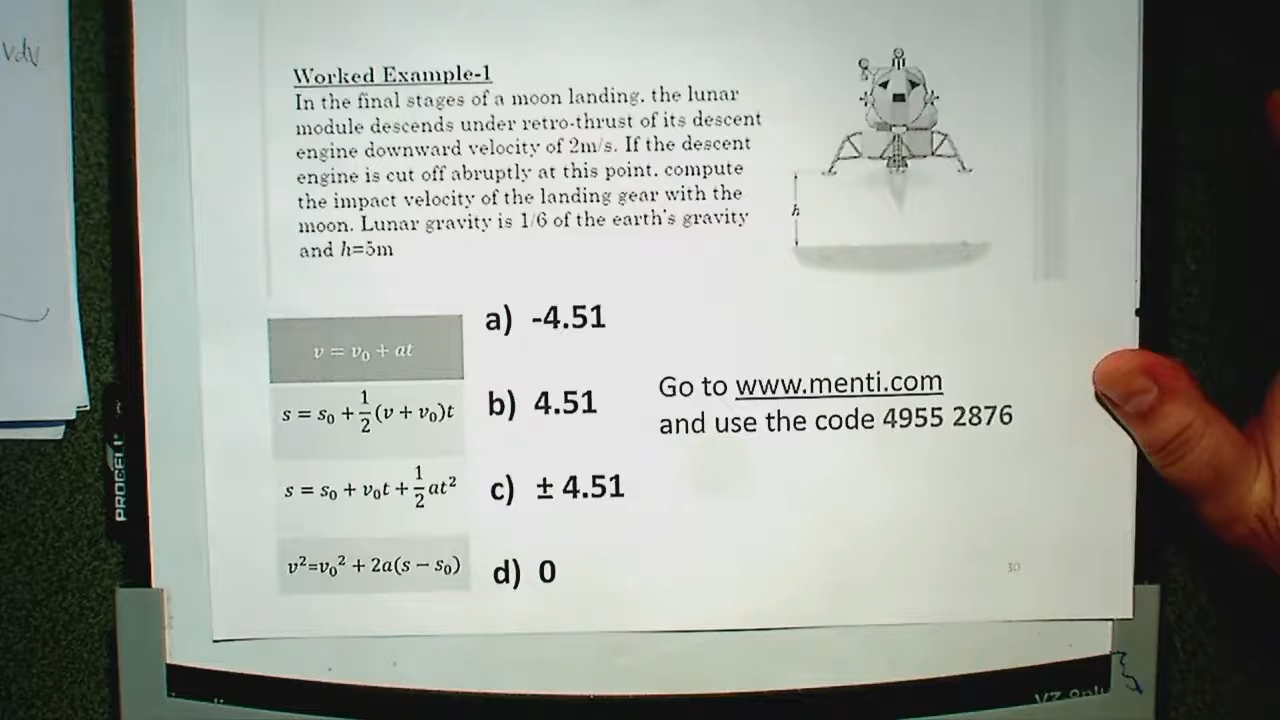 vdv
Worked Example-1
In the final stages of a moon landing, the lunar
module descends under retro-thrust of its descent
engine downward velocity of 2m/s. If the descent
engine is cut off abruptly at this point, compute
the impact velocity of the landing gear with the
moon. Lunar gravity is 1/6 of the earth's gravity
and h=5m
h
v = v₀ + at
s = s₀ + 1/2 (v + v₀)t
s = s₀ + v₀t + 1/2 at²
v²=v₀² + 2a(s − s₀)
a) -4.51
b) 4.51
c) ± 4.51
d) 0
Go to www.menti.com
and use the code 4955 2876
30
PROCELL